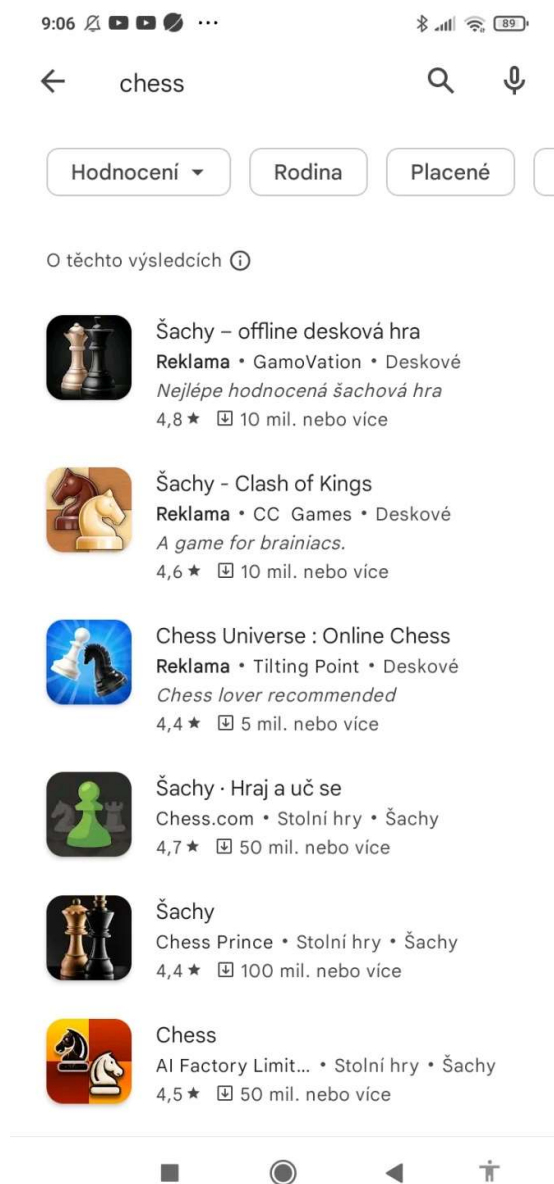 9:06 89
chess
Hodnocení Rodina Placené
O těchto výsledcích
Šachy – offline desková hra
Reklama • GamoVation • Deskové
Nejlépe hodnocená šachová hra
4,8★ 10 mil. nebo více
Šachy - Clash of Kings
Reklama • CC Games • Deskové
A game for brainiacs.
4,6★ 10 mil. nebo více
Chess Universe : Online Chess
Reklama • Tilting Point • Deskové
Chess lover recommended
4,4★ 5 mil. nebo více
Šachy · Hraj a uč se
Chess.com • Stolní hry • Šachy
4,7★ 50 mil. nebo více
Šachy
Chess Prince • Stolní hry • Šachy
4,4★ 100 mil. nebo více
Chess
AI Factory Limit... • Stolní hry • Šachy
4,5★ 50 mil. nebo více